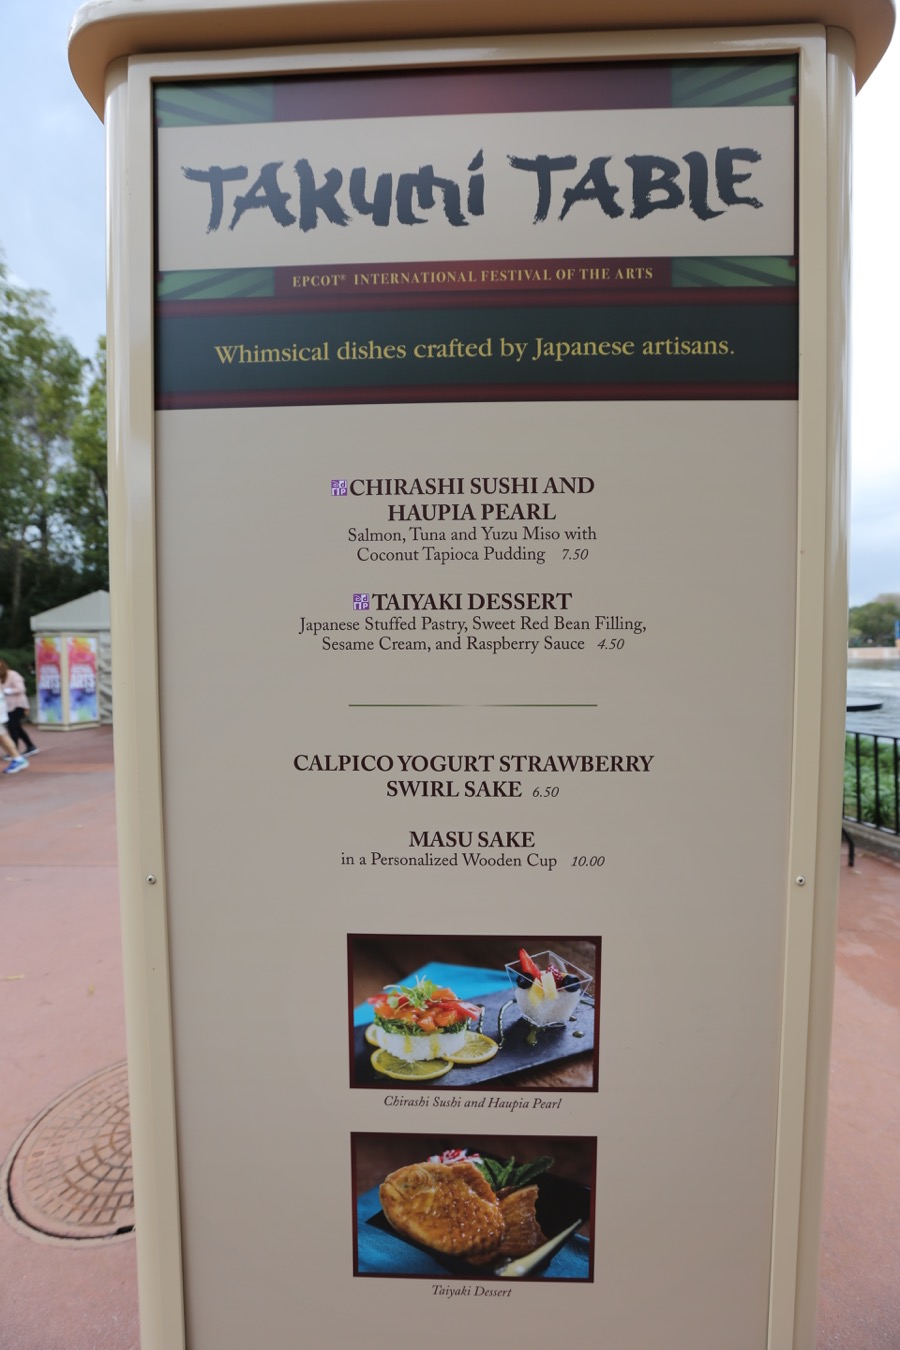 TAKUMI TABLE
EPCOT® INTERNATIONAL FESTIVAL OF THE ARTS
Whimsical dishes crafted by Japanese artisans.
CHIRASHI SUSHI AND
HAUPIA PEARL
Salmon, Tuna and Yuzu Miso with
Coconut Tapioca Pudding 7.50
TAIYAKI DESSERT
Japanese Stuffed Pastry, Sweet Red Bean Filling,
Sesame Cream, and Raspberry Sauce 4.50
CALPICO YOGURT STRAWBERRY
SWIRL SAKE 6.50
MASU SAKE
in a Personalized Wooden Cup 10.00
Chirashi Sushi and Haupia Pearl
Taiyaki Dessert